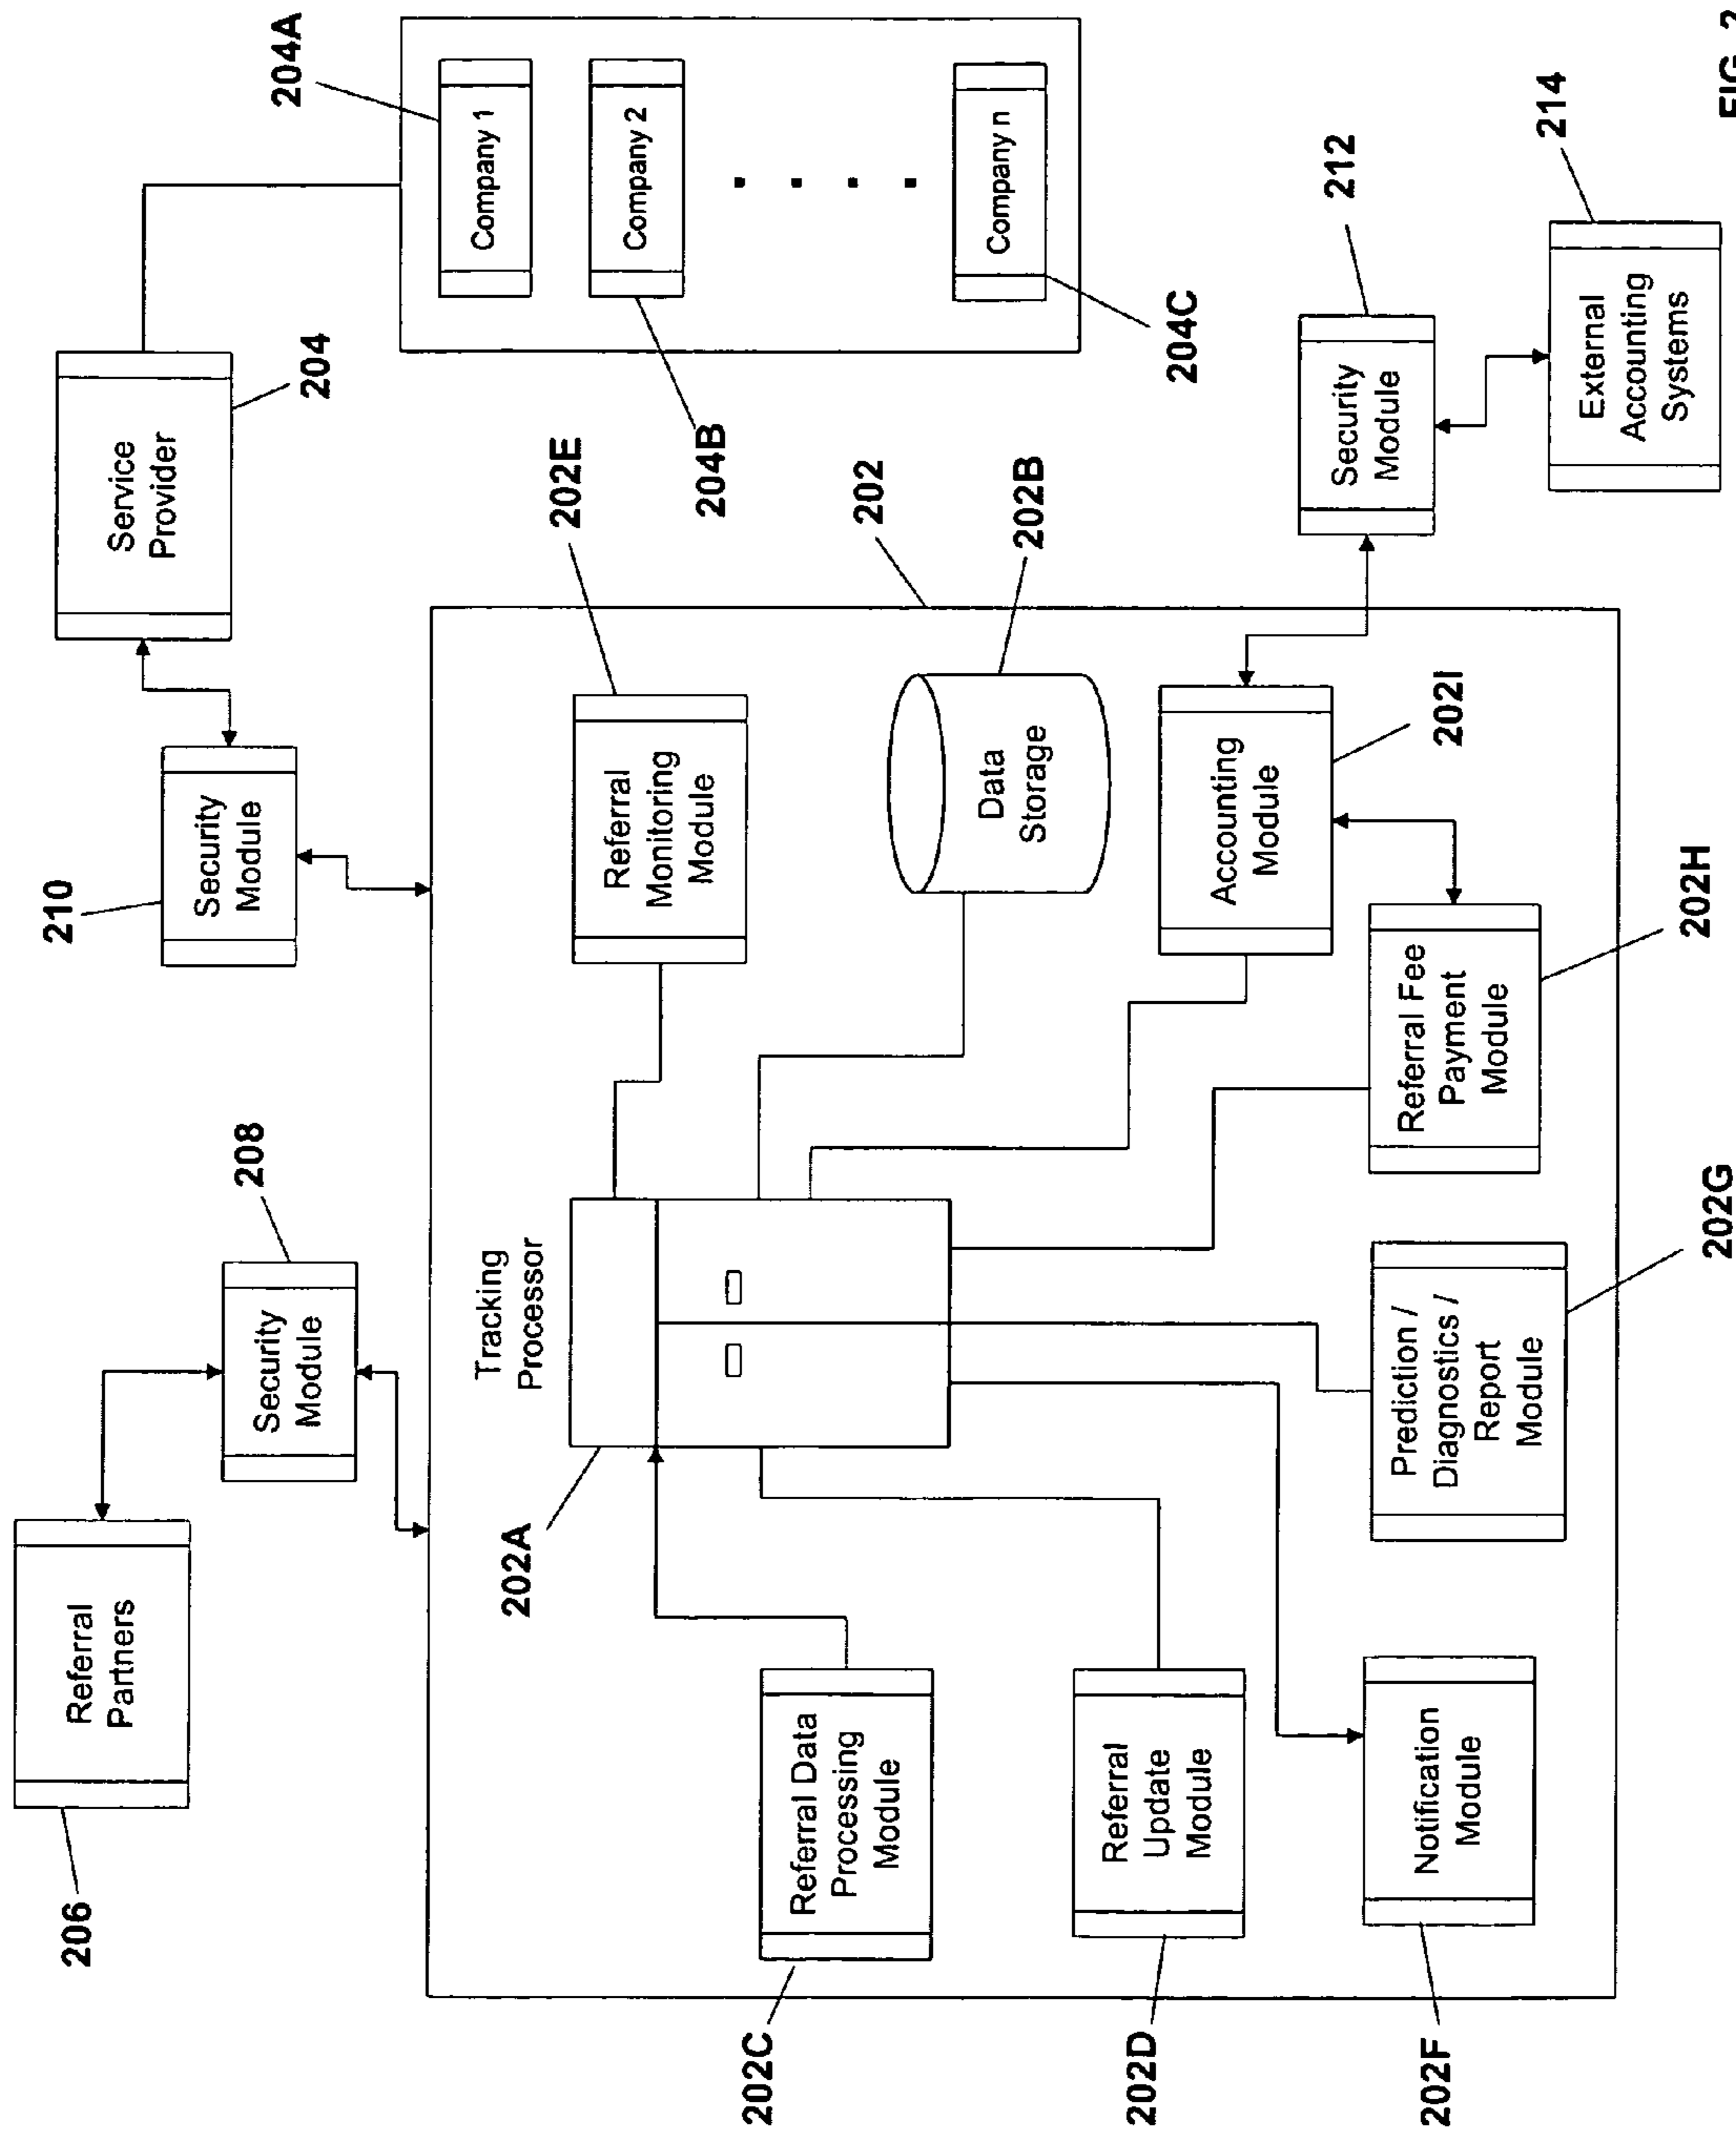 206
Referral
Partners
208
Security
Module
210
Security
Module
Service
Provider
204
204A
Company 1
Company 2
204B
Company n
204C
202A
Tracking
Processor
202E
Referral
Monitoring
Module
202
202B
Data
Storage
202C
Referral Data
Processing
Module
202D
Referral
Update
Module
202F
Notification
Module
Prediction /
Diagnostics /
Report
Module
202G
Referral Fee
Payment
Module
202H
Accounting
Module
202I
212
Security
Module
External
Accounting
Systems
214
FIG. 2